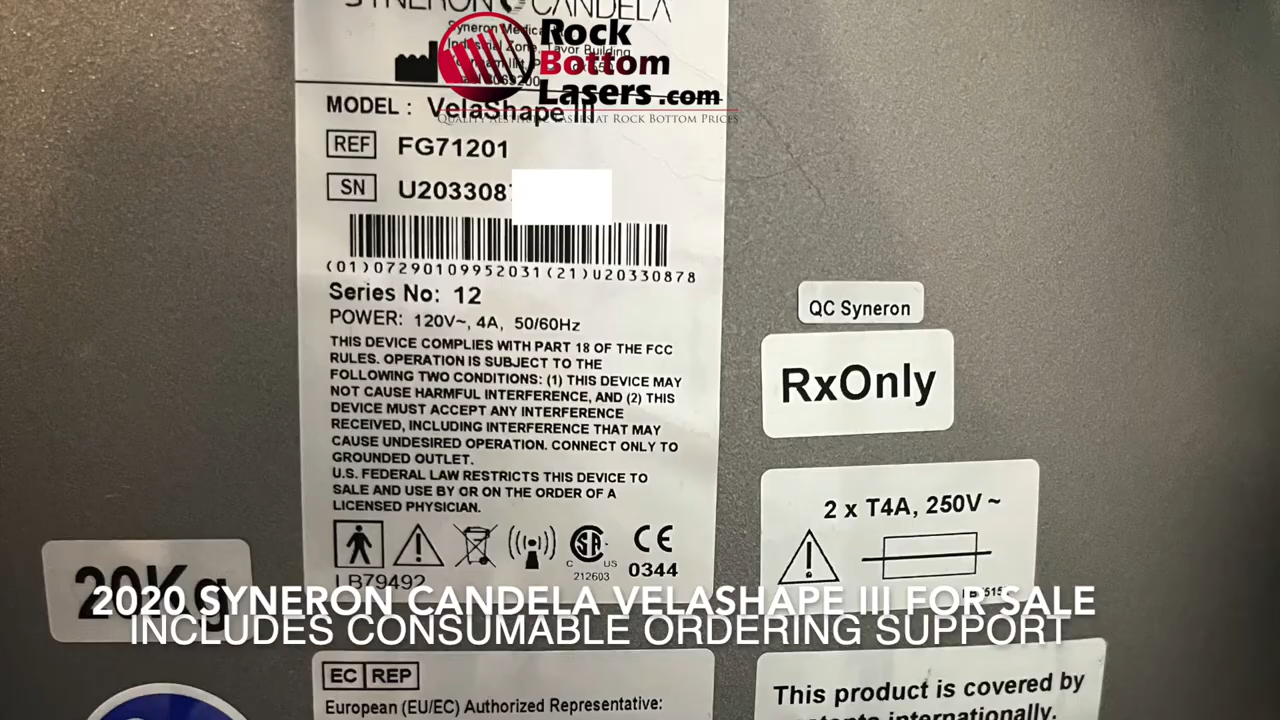 SYNERON CANDELA
Syneron Medical
Industrial Zone, Tavor Building
Rock
Bottom
Lasers.com
QUALITY AESTHETIC LASERS AT ROCK BOTTOM PRICES
MODEL : VelaShape III
REF FG71201
SN U2033087
(01)07290109952031(21)U20330878
Series No: 12
POWER: 120V~, 4A, 50/60Hz
THIS DEVICE COMPLIES WITH PART 18 OF THE FCC
RULES. OPERATION IS SUBJECT TO THE
FOLLOWING TWO CONDITIONS: (1) THIS DEVICE MAY
NOT CAUSE HARMFUL INTERFERENCE, AND (2) THIS
DEVICE MUST ACCEPT ANY INTERFERENCE
RECEIVED, INCLUDING INTERFERENCE THAT MAY
CAUSE UNDESIRED OPERATION. CONNECT ONLY TO
GROUNDED OUTLET.
U.S. FEDERAL LAW RESTRICTS THIS DEVICE TO
SALE AND USE BY OR ON THE ORDER OF A
LICENSED PHYSICIAN.
C SA US
212603
CE
0344
LB79492
QC Syneron
RxOnly
2 x T4A, 250V ~
20Kg
2020 SYNERON CANDELA VELASHAPE III FOR SALE
INCLUDES CONSUMABLE ORDERING SUPPORT
EC REP
European (EU/EC) Authorized Representative:
This product is covered by
patents internationally.